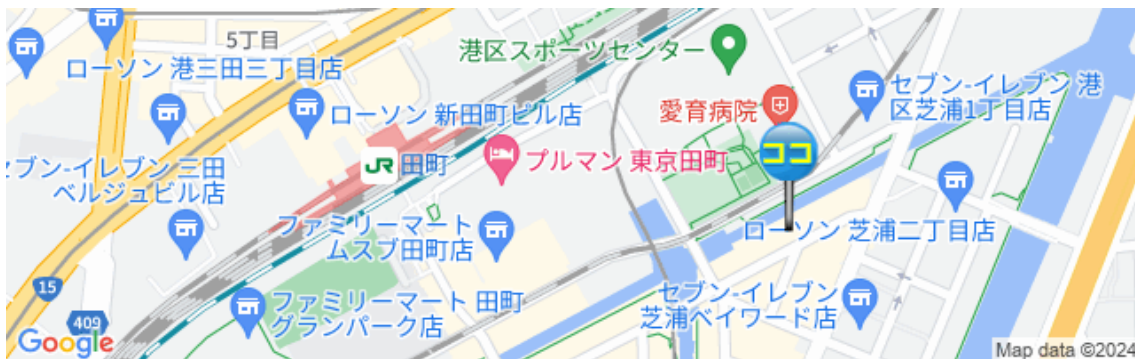 5丁目
ローソン 港三田三丁目店
港区スポーツセンター
セブン-イレブン 港
区芝浦1丁目店
愛育病院
ローソン 新田町ビル店
ココ
JR 田町
プルマン 東京田町
セブン-イレブン 三田
ベルジュビル店
ファミリーマート
ムスブ田町店
ローソン 芝浦二丁目店
15
ファミリーマート 田町
グランパーク店
セブン-イレブン
芝浦ベイワード店
409
Google
Map data ©2024